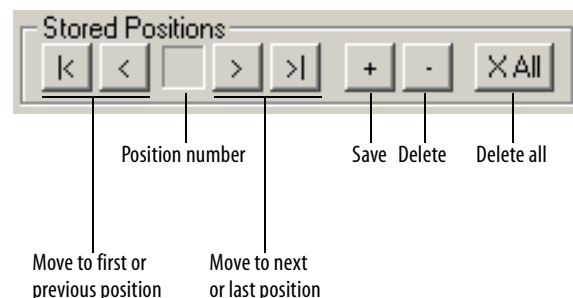 Stored Positions
|< < > >| + - X All
Position number Save Delete Delete all
Move to first or Move to next
previous position or last position